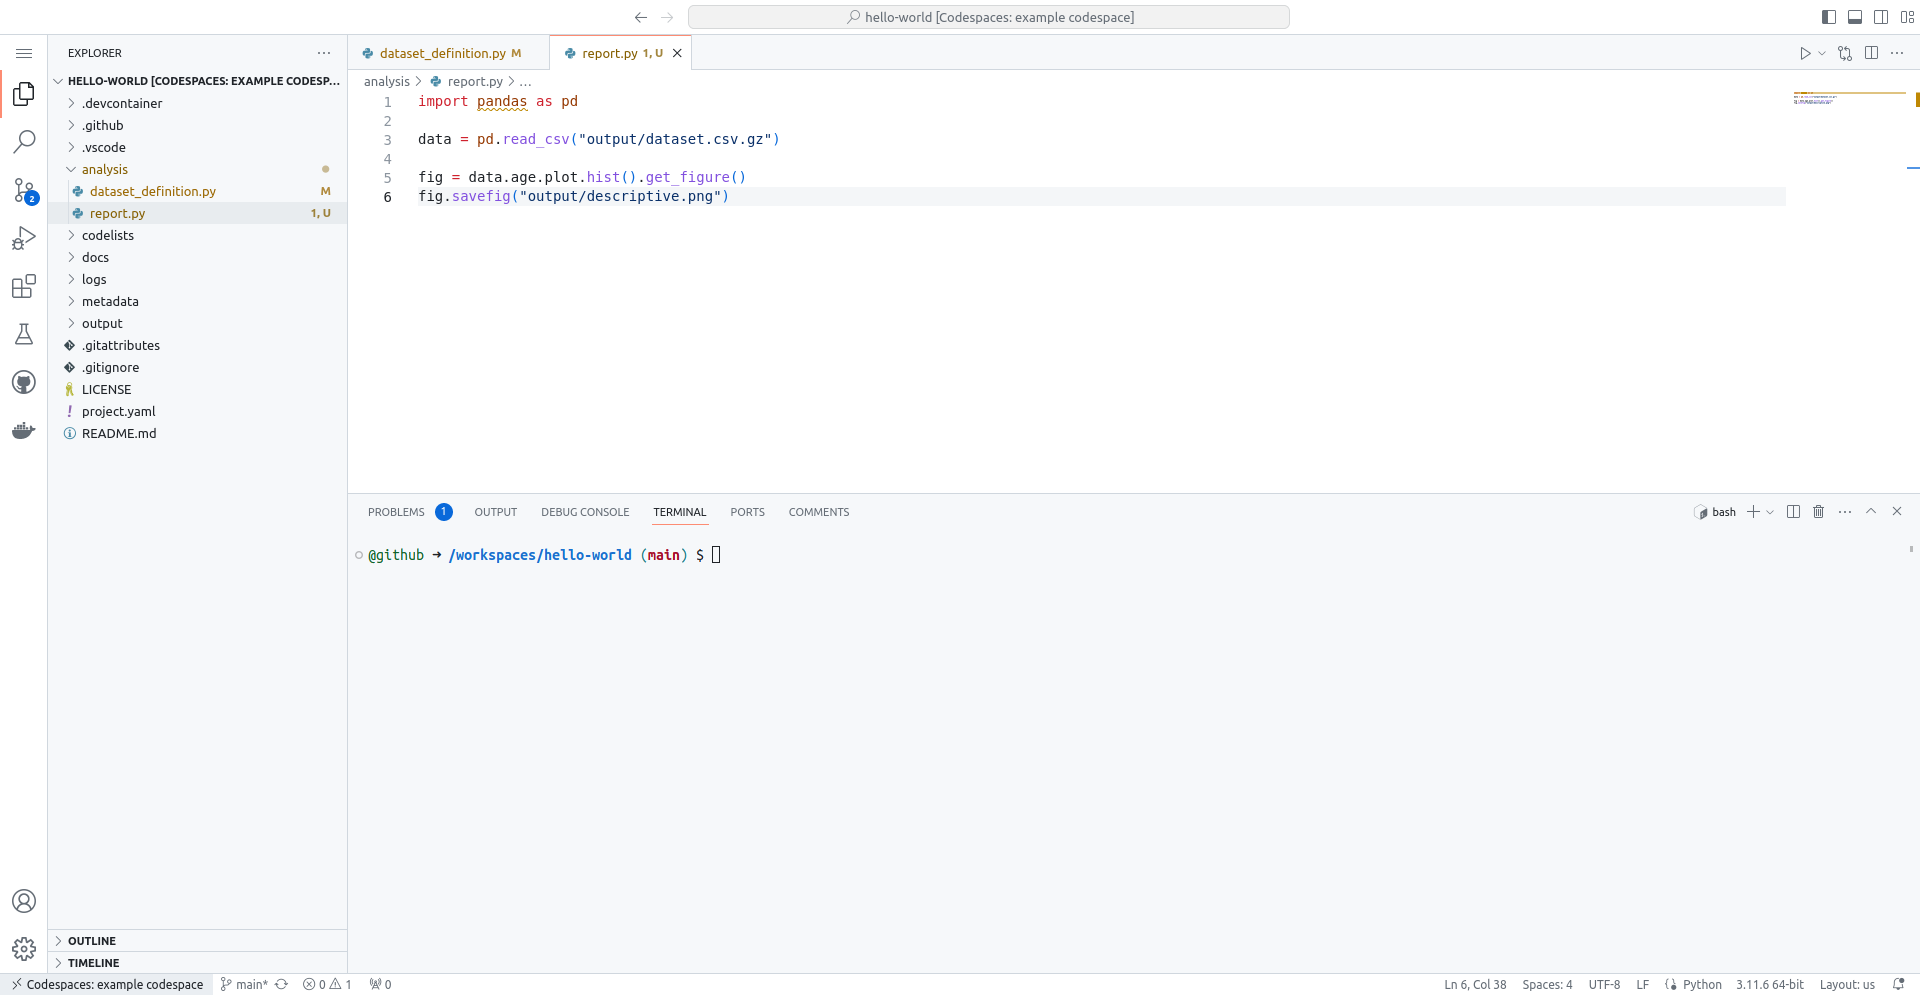 hello-world [Codespaces: example codespace]
EXPLORER
HELLO-WORLD [CODESPACES: EXAMPLE CODESP...
.devcontainer
.github
.vscode
analysis
dataset_definition.py M
report.py 1, U
codelists
docs
logs
metadata
output
.gitattributes
.gitignore
LICENSE
project.yaml
README.md
OUTLINE
TIMELINE
2
dataset_definition.py M
report.py 1, U
analysis > report.py > ...
1 import pandas as pd
2
3 data = pd.read_csv("output/dataset.csv.gz")
4
5 fig = data.age.plot.hist().get_figure()
6 fig.savefig("output/descriptive.png")
PROBLEMS 1 OUTPUT DEBUG CONSOLE TERMINAL PORTS COMMENTS
bash
@github ➜ /workspaces/hello-world (main) $
Codespaces: example codespace main* 0 1 0
Ln 6, Col 38 Spaces: 4 UTF-8 LF Python 3.11.6 64-bit Layout: us